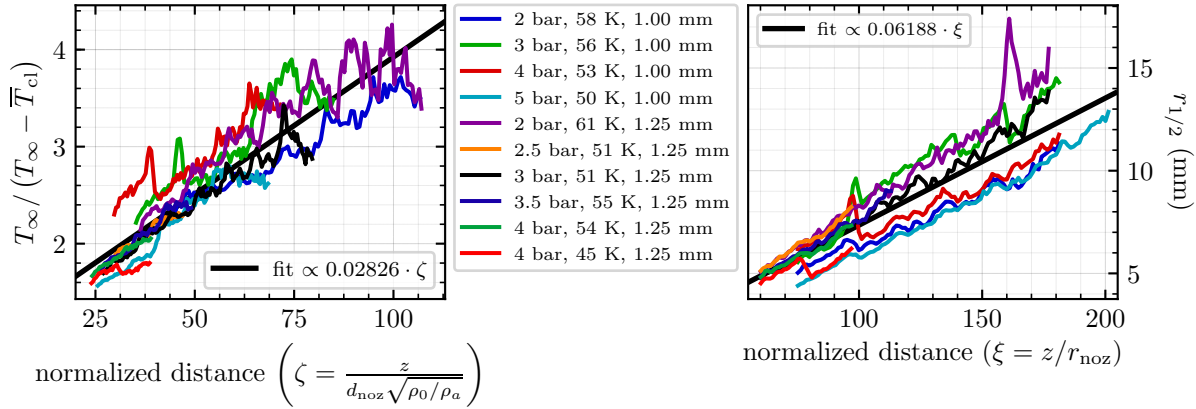 T∞/(T∞ − T̅cl)
4
3
2
25
50
75
100
fit ∝ 0.02826 · ζ
normalized distance (ζ = z / (dnoz√(ρ0/ρa)))
2 bar, 58 K, 1.00 mm
3 bar, 56 K, 1.00 mm
4 bar, 53 K, 1.00 mm
5 bar, 50 K, 1.00 mm
2 bar, 61 K, 1.25 mm
2.5 bar, 51 K, 1.25 mm
3 bar, 51 K, 1.25 mm
3.5 bar, 55 K, 1.25 mm
4 bar, 54 K, 1.25 mm
4 bar, 45 K, 1.25 mm
fit ∝ 0.06188 · ξ
15
10
5
r1/2 (mm)
100
150
200
normalized distance (ξ = z/rnoz)